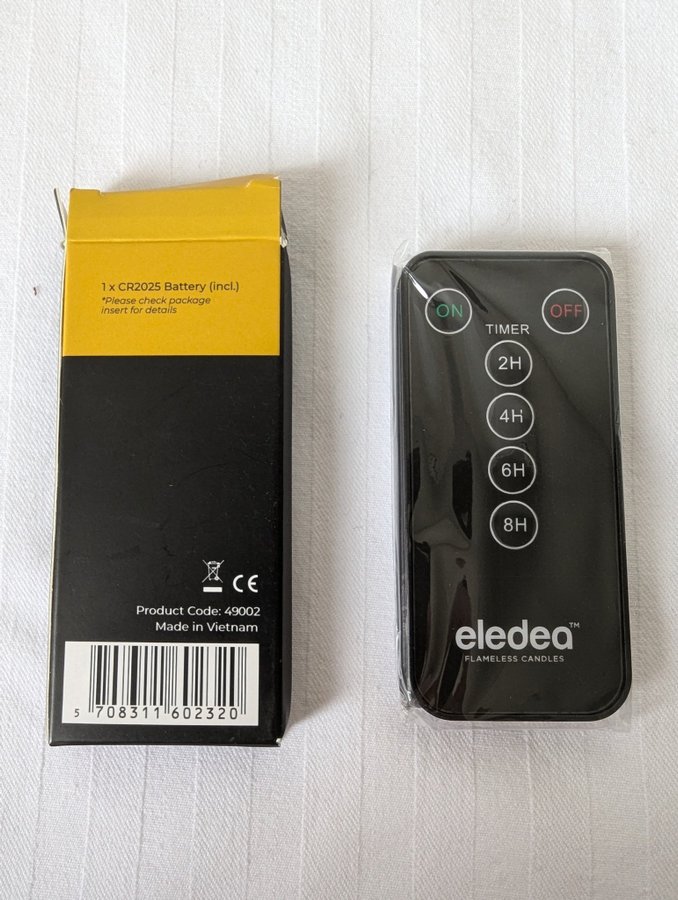 1 x CR2025 Battery (incl.)
*Please check package
insert for details
CE
Product Code: 49002
Made in Vietnam
5 708311 602320
ON
OFF
TIMER
2H
4H
6H
8H
eledea™
FLAMELESS CANDLES